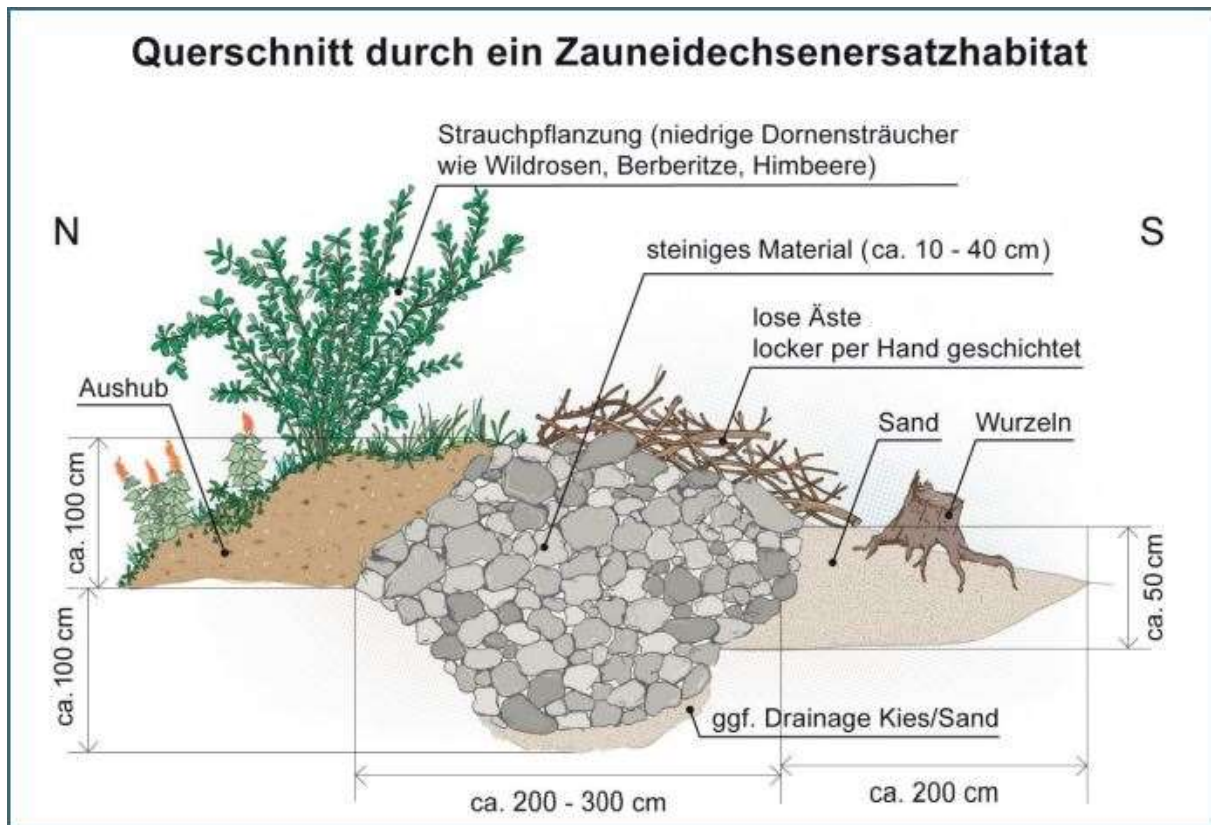 Querschnitt durch ein Zauneidechsenersatzhabitat
Strauchpflanzung (niedrige Dornensträucher
wie Wildrosen, Berberitze, Himbeere)
N
S
steiniges Material (ca. 10 - 40 cm)
lose Äste
locker per Hand geschichtet
Aushub
Sand
Wurzeln
ca. 100 cm
ca. 50 cm
ca. 100 cm
ggf. Drainage Kies/Sand
ca. 200 - 300 cm
ca. 200 cm